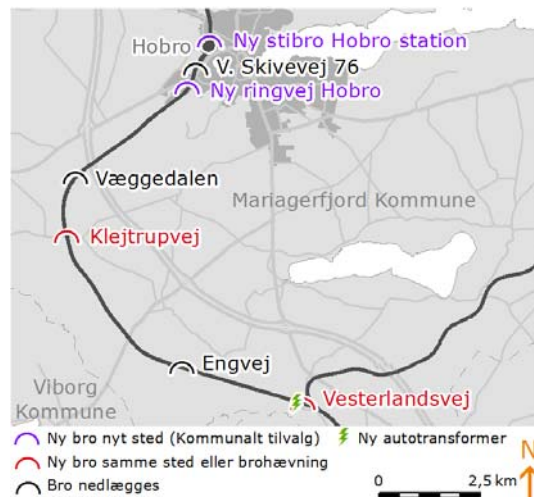 Hobro
Ny stibro Hobro station
V. Skivevej 76
Ny ringvej Hobro
Væggedalen
Mariagerfjord Kommune
Klejtrupvej
Engvej
Viborg
Kommune
Vesterlandsvej
Ny bro nyt sted (Kommunalt tilvalg)
Ny autotransformer
Ny bro samme sted eller brohævning
Bro nedlægges
0 2,5 km
N